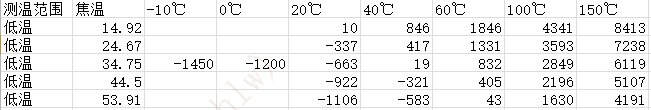 测温范围 焦温 -10℃ 0℃ 20℃ 40℃ 60℃ 100℃ 150℃
低温 14.92 10 846 1846 4341 8413
低温 24.67 -337 417 1331 3593 7238
低温 34.75 -1450 -1200 -663 19 832 2849 6119
低温 44.5 -922 -321 405 2196 5107
低温 53.91 -1106 -583 43 1630 4191